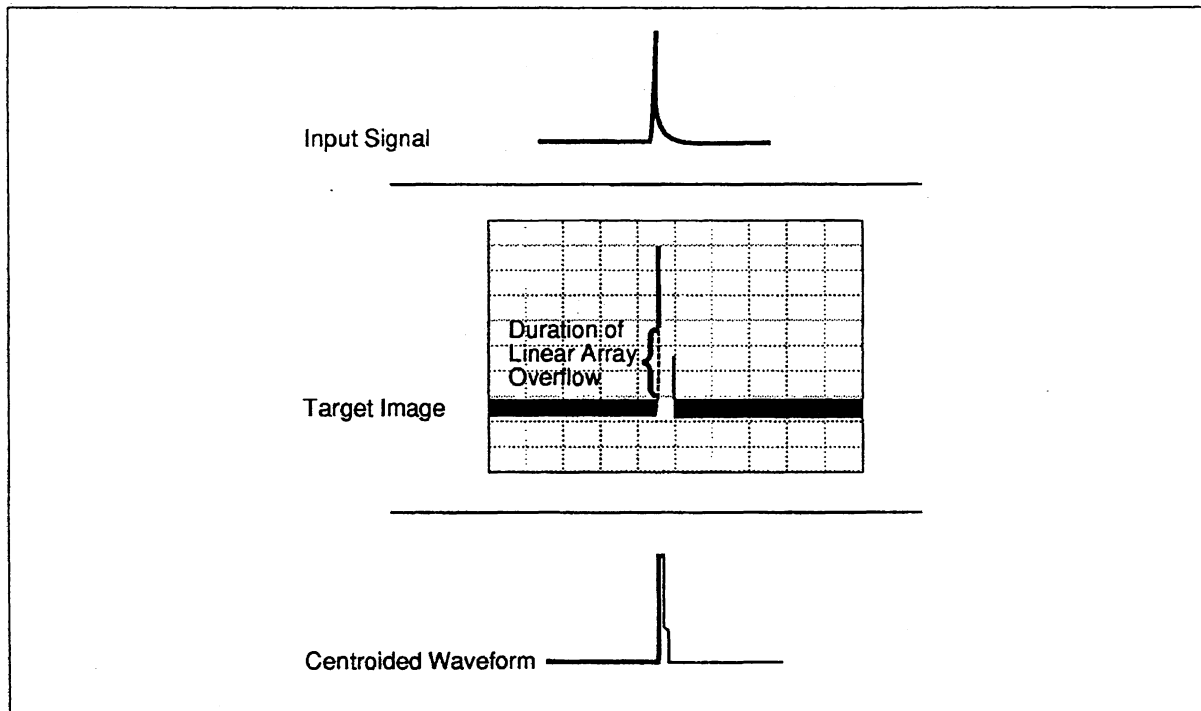 Input Signal
Duration of
Linear Array
Overflow
Target Image
Centroided Waveform